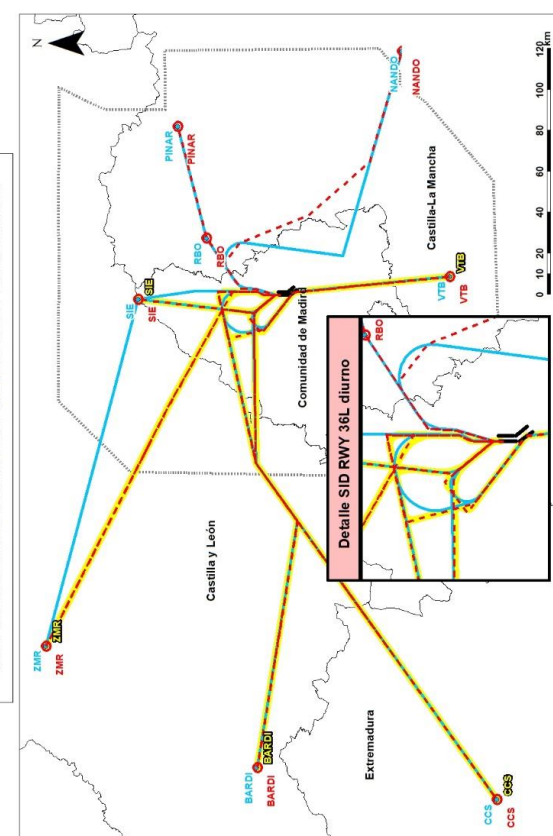 N
PINAR
PINAR
NANDO
NANDO
RBO
RBO
SIE
SIE
SIE
Castilla-La Mancha
Comunidad de Madrid
VTB
VTB
VTB
Castilla y León
ZMR
ZMR
ZMR
BARDI
BARDI
BARDI
Extremadura
CCS
CCS
CCS
Detalle SID RWY 36L diurno
RBO
0 10 20 40 60 80 100 120
km